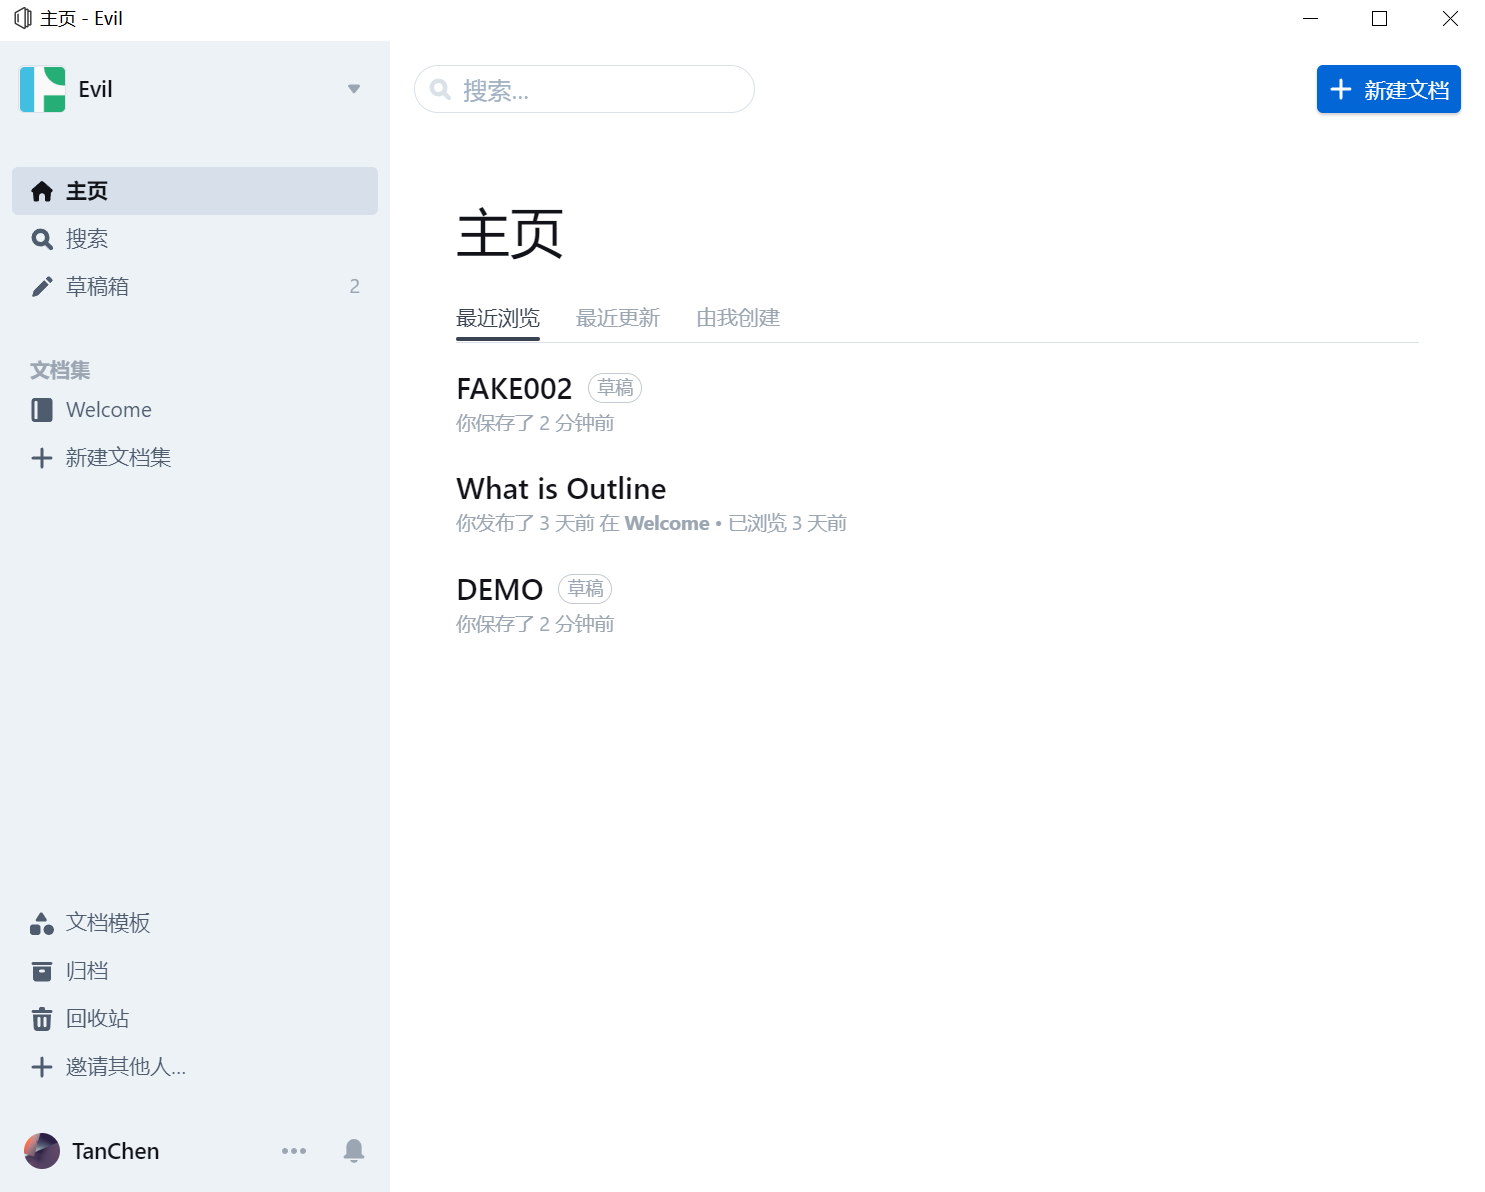 主页 - Evil
Evil
主页
搜索
草稿箱 2
文档集
Welcome
新建文档集
文档模板
归档
回收站
邀请其他人...
TanChen
搜索...
新建文档
主页
最近浏览 最近更新 由我创建
FAKE002 草稿
你保存了 2 分钟前
What is Outline
你发布了 3 天前 在 Welcome • 已浏览 3 天前
DEMO 草稿
你保存了 2 分钟前